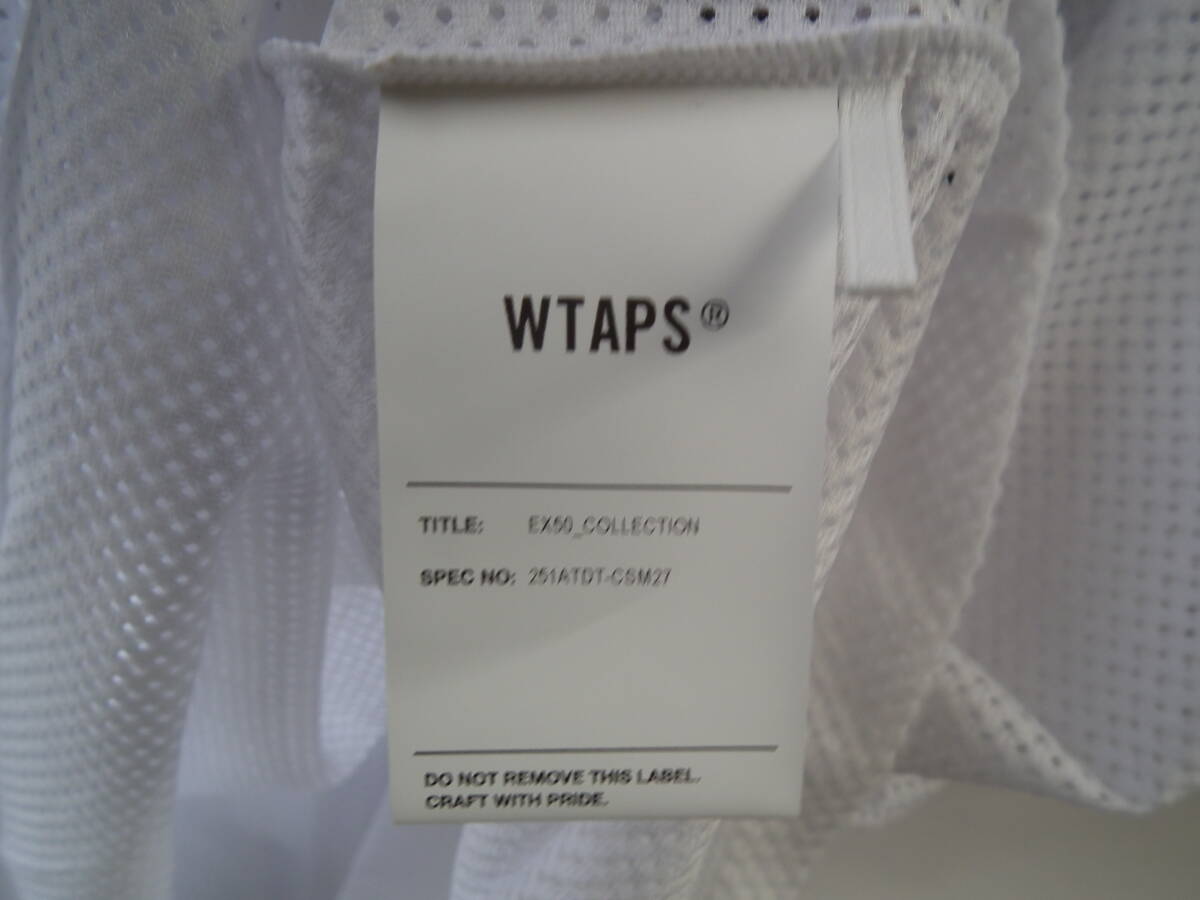 WTAPS®
TITLE: EX50_COLLECTION
SPEC NO: 251ATDT-CSM27
DO NOT REMOVE THIS LABEL.
CRAFT WITH PRIDE.